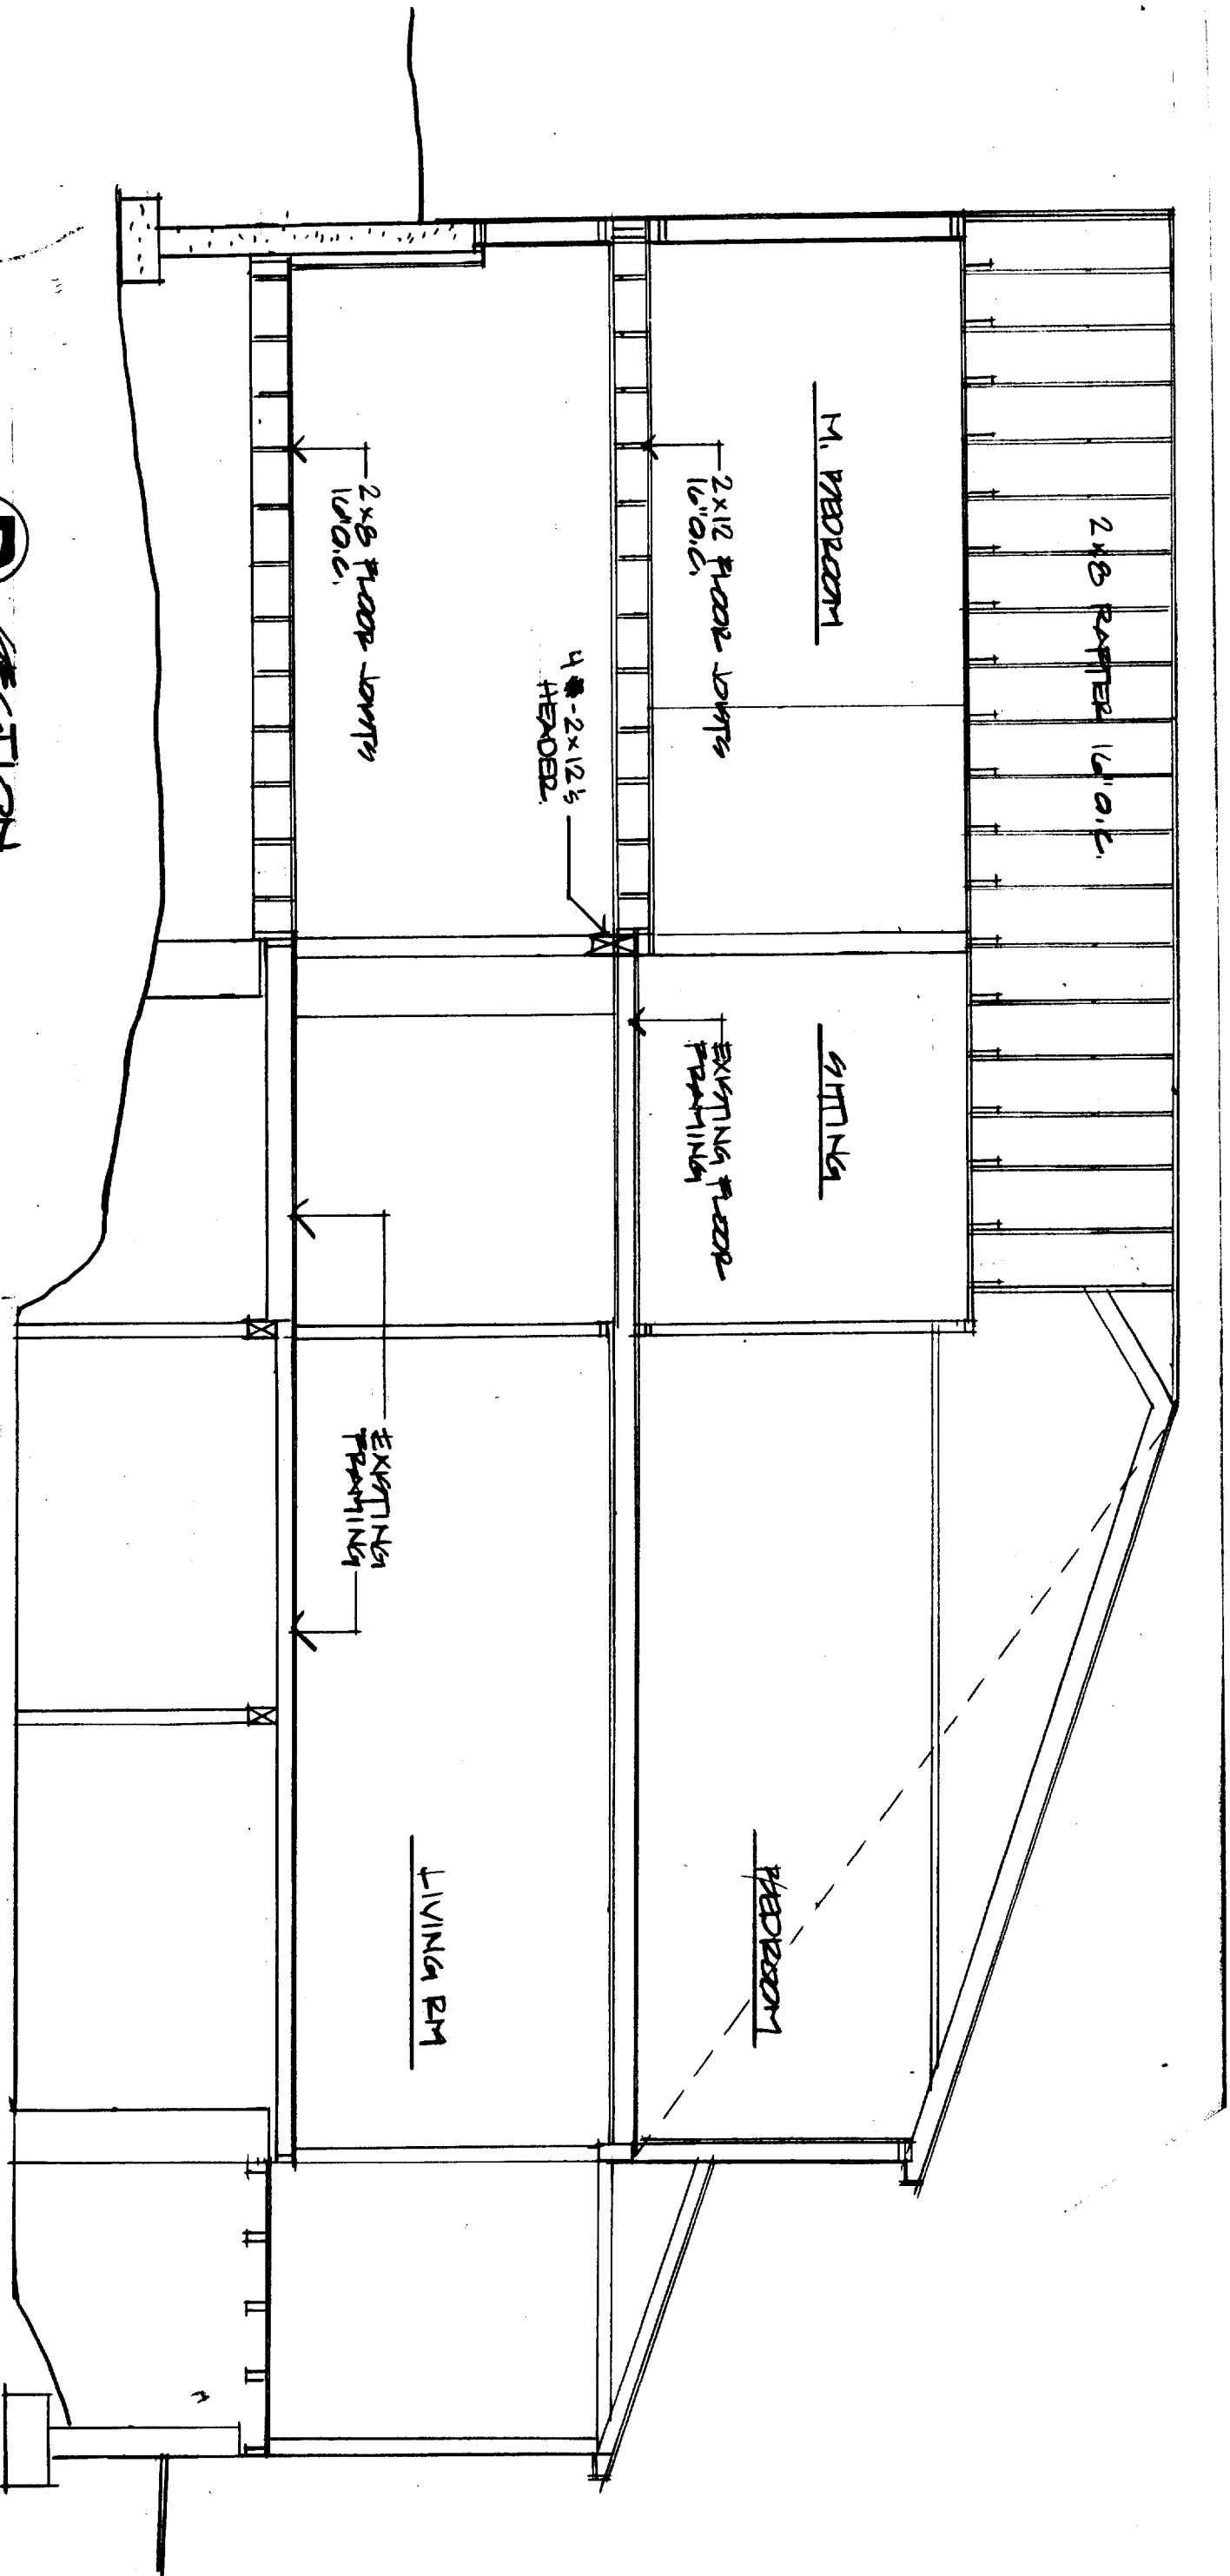 2x8 RAFTER 16"O.C.
M. BEDROOM
SITTING
BEDROOM
2x12 FLOOR JOISTS
16"O.C.
EXISTING FLOOR
FRAMING
4-2x12's
HEADER.
2x8 FLOOR JOISTS
16"O.C.
EXISTING
FRAMING
LIVING RM
SECTION